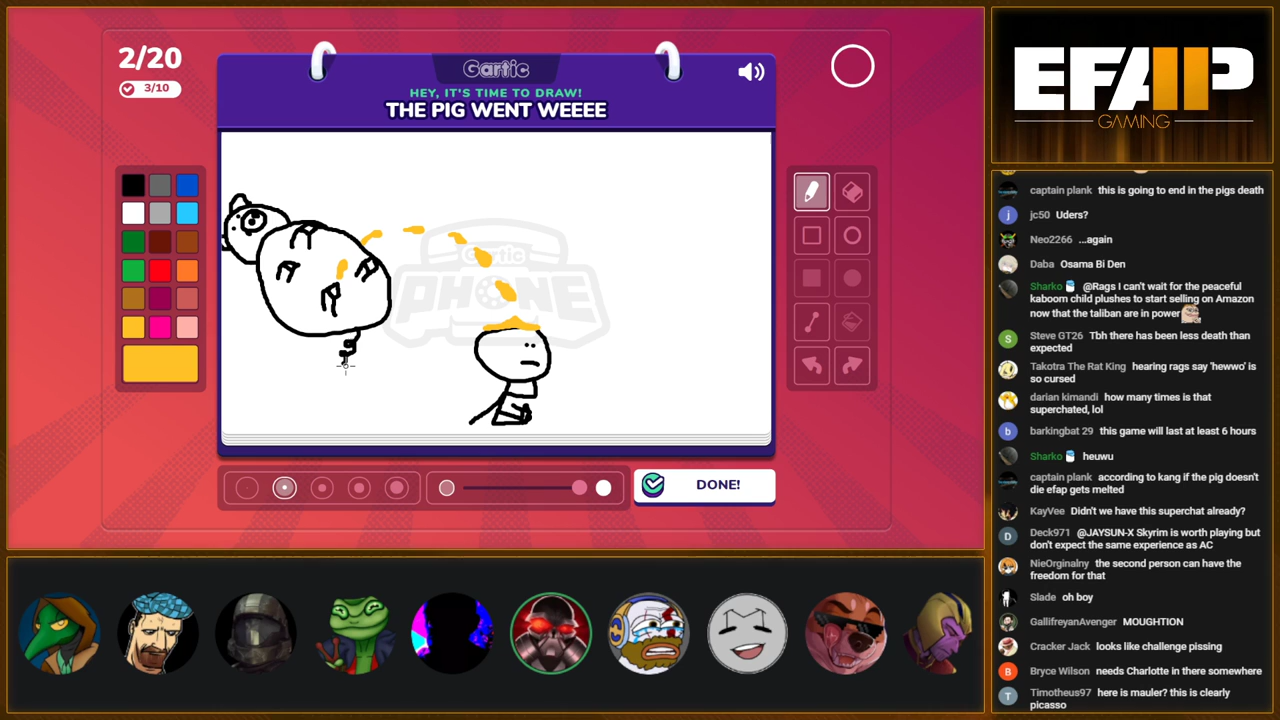 2/20
3/10
Gartic
HEY, IT'S TIME TO DRAW!
THE PIG WENT WEEEE
Gartic
PHONE
DONE!
EFAP
GAMING
captain plank this is going to end in the pigs death
jc50 Uders?
Neo2266 ...again
Daba Osama Bi Den
Sharko @Rags I can't wait for the peaceful
kaboom child plushes to start selling on Amazon
now that the taliban are in power
Steve GT26 Tbh there has been less death than
expected
Takotra The Rat King hearing rags say 'hewwo' is
so cursed
darian kimandi how many times is that
superchatted, lol
barkingbat 29 this game will last at least 6 hours
Sharko heuwu
captain plank according to kang if the pig doesn't
die efap gets melted
KayVee Didn't we have this superchat already?
Deck971 @JAYSUN-X Skyrim is worth playing but
don't expect the same experience as AC
NieOrginalny the second person can have the
freedom for that
Slade oh boy
GallifreyanAvenger MOUGHTION
Cracker Jack looks like challenge pissing
Bryce Wilson needs Charlotte in there somewhere
Timotheus97 here is mauler? this is clearly
picasso